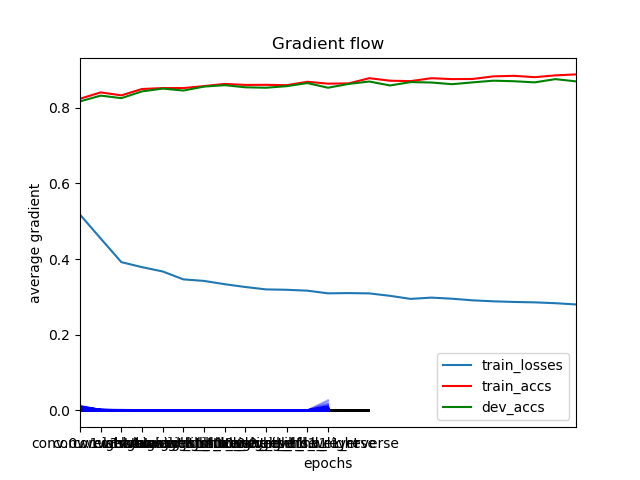 Gradient flow
average gradient
0.8
0.6
0.4
0.2
0.0
train_losses
train_accs
dev_accs
epochs